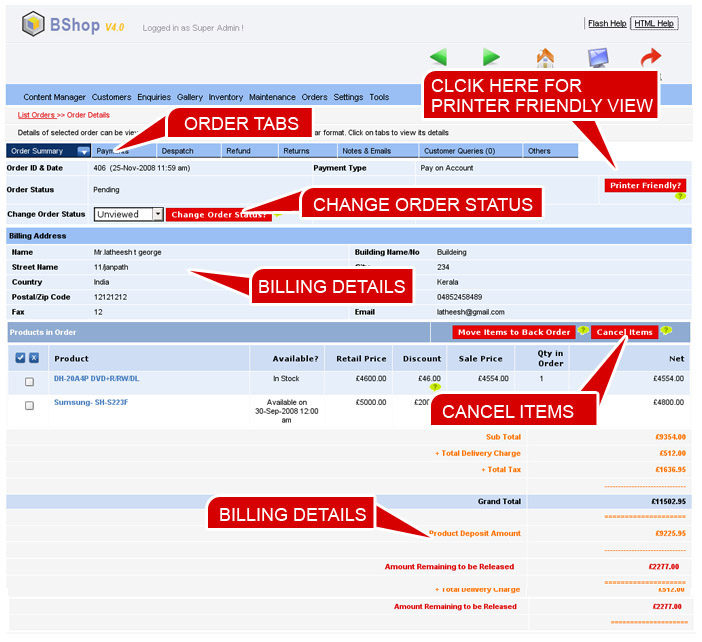 BShop V4.0 Logged in as Super Admin !
Flash Help HTML Help
CLCIK HERE FOR
PRINTER FRIENDLY VIEW
Content Manager Customers Enquiries Gallery Inventory Maintenance Orders Settings Tools
List Orders >> Order Details
ORDER TABS
Details of selected order can be ar format. Click on tabs to view its details
Order Summary Payments Despatch Refund Returns Notes & Emails Customer Queries (0) Others
Order ID & Date 406 (25-Nov-2008 11:59 am) Payment Type Pay on Account
Order Status Pending Printer Friendly?
CHANGE ORDER STATUS
Change Order Status Unviewed Change Order Status?
Billing Address
Name Mr.latheesh t george Building Name/No Buildeing
Street Name 11/janpath 234
Country India Kerala
BILLING DETAILS
Postal/Zip Code 12121212 04852458489
Fax 12 Email latheesh@gmail.com
Products in Order Move Items to Back Order Cancel Items
Product Available? Retail Price Discount Sale Price Qty in Order Net
DH-20A4P DVD+R/RW/DL In Stock £4600.00 £46.00 £4554.00 1 £4554.00
Sumsung- SH-S223F Available on 30-Sep-2008 12:00 am £5000.00 £4800.00
CANCEL ITEMS
Sub Total £9354.00
+ Total Delivery Charge £512.00
+ Total Tax £1636.95
Grand Total £11502.95
BILLING DETAILS
Product Deposit Amount £9225.95
Amount Remaining to be Released £2277.00
+ Total Delivery Charge £512.00
Amount Remaining to be Released £2277.00